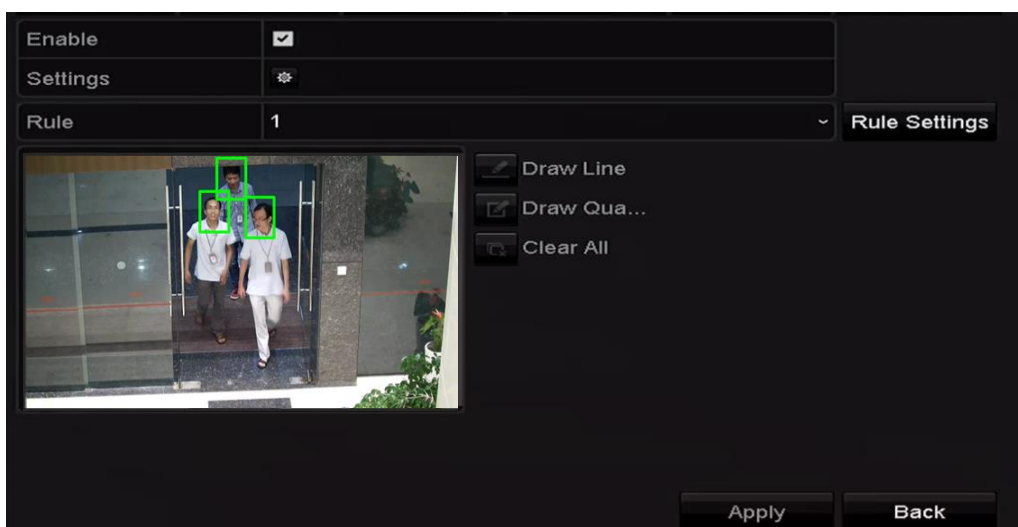 Enable
Settings
Rule 1 Rule Settings
Draw Line
Draw Qua...
Clear All
Apply Back